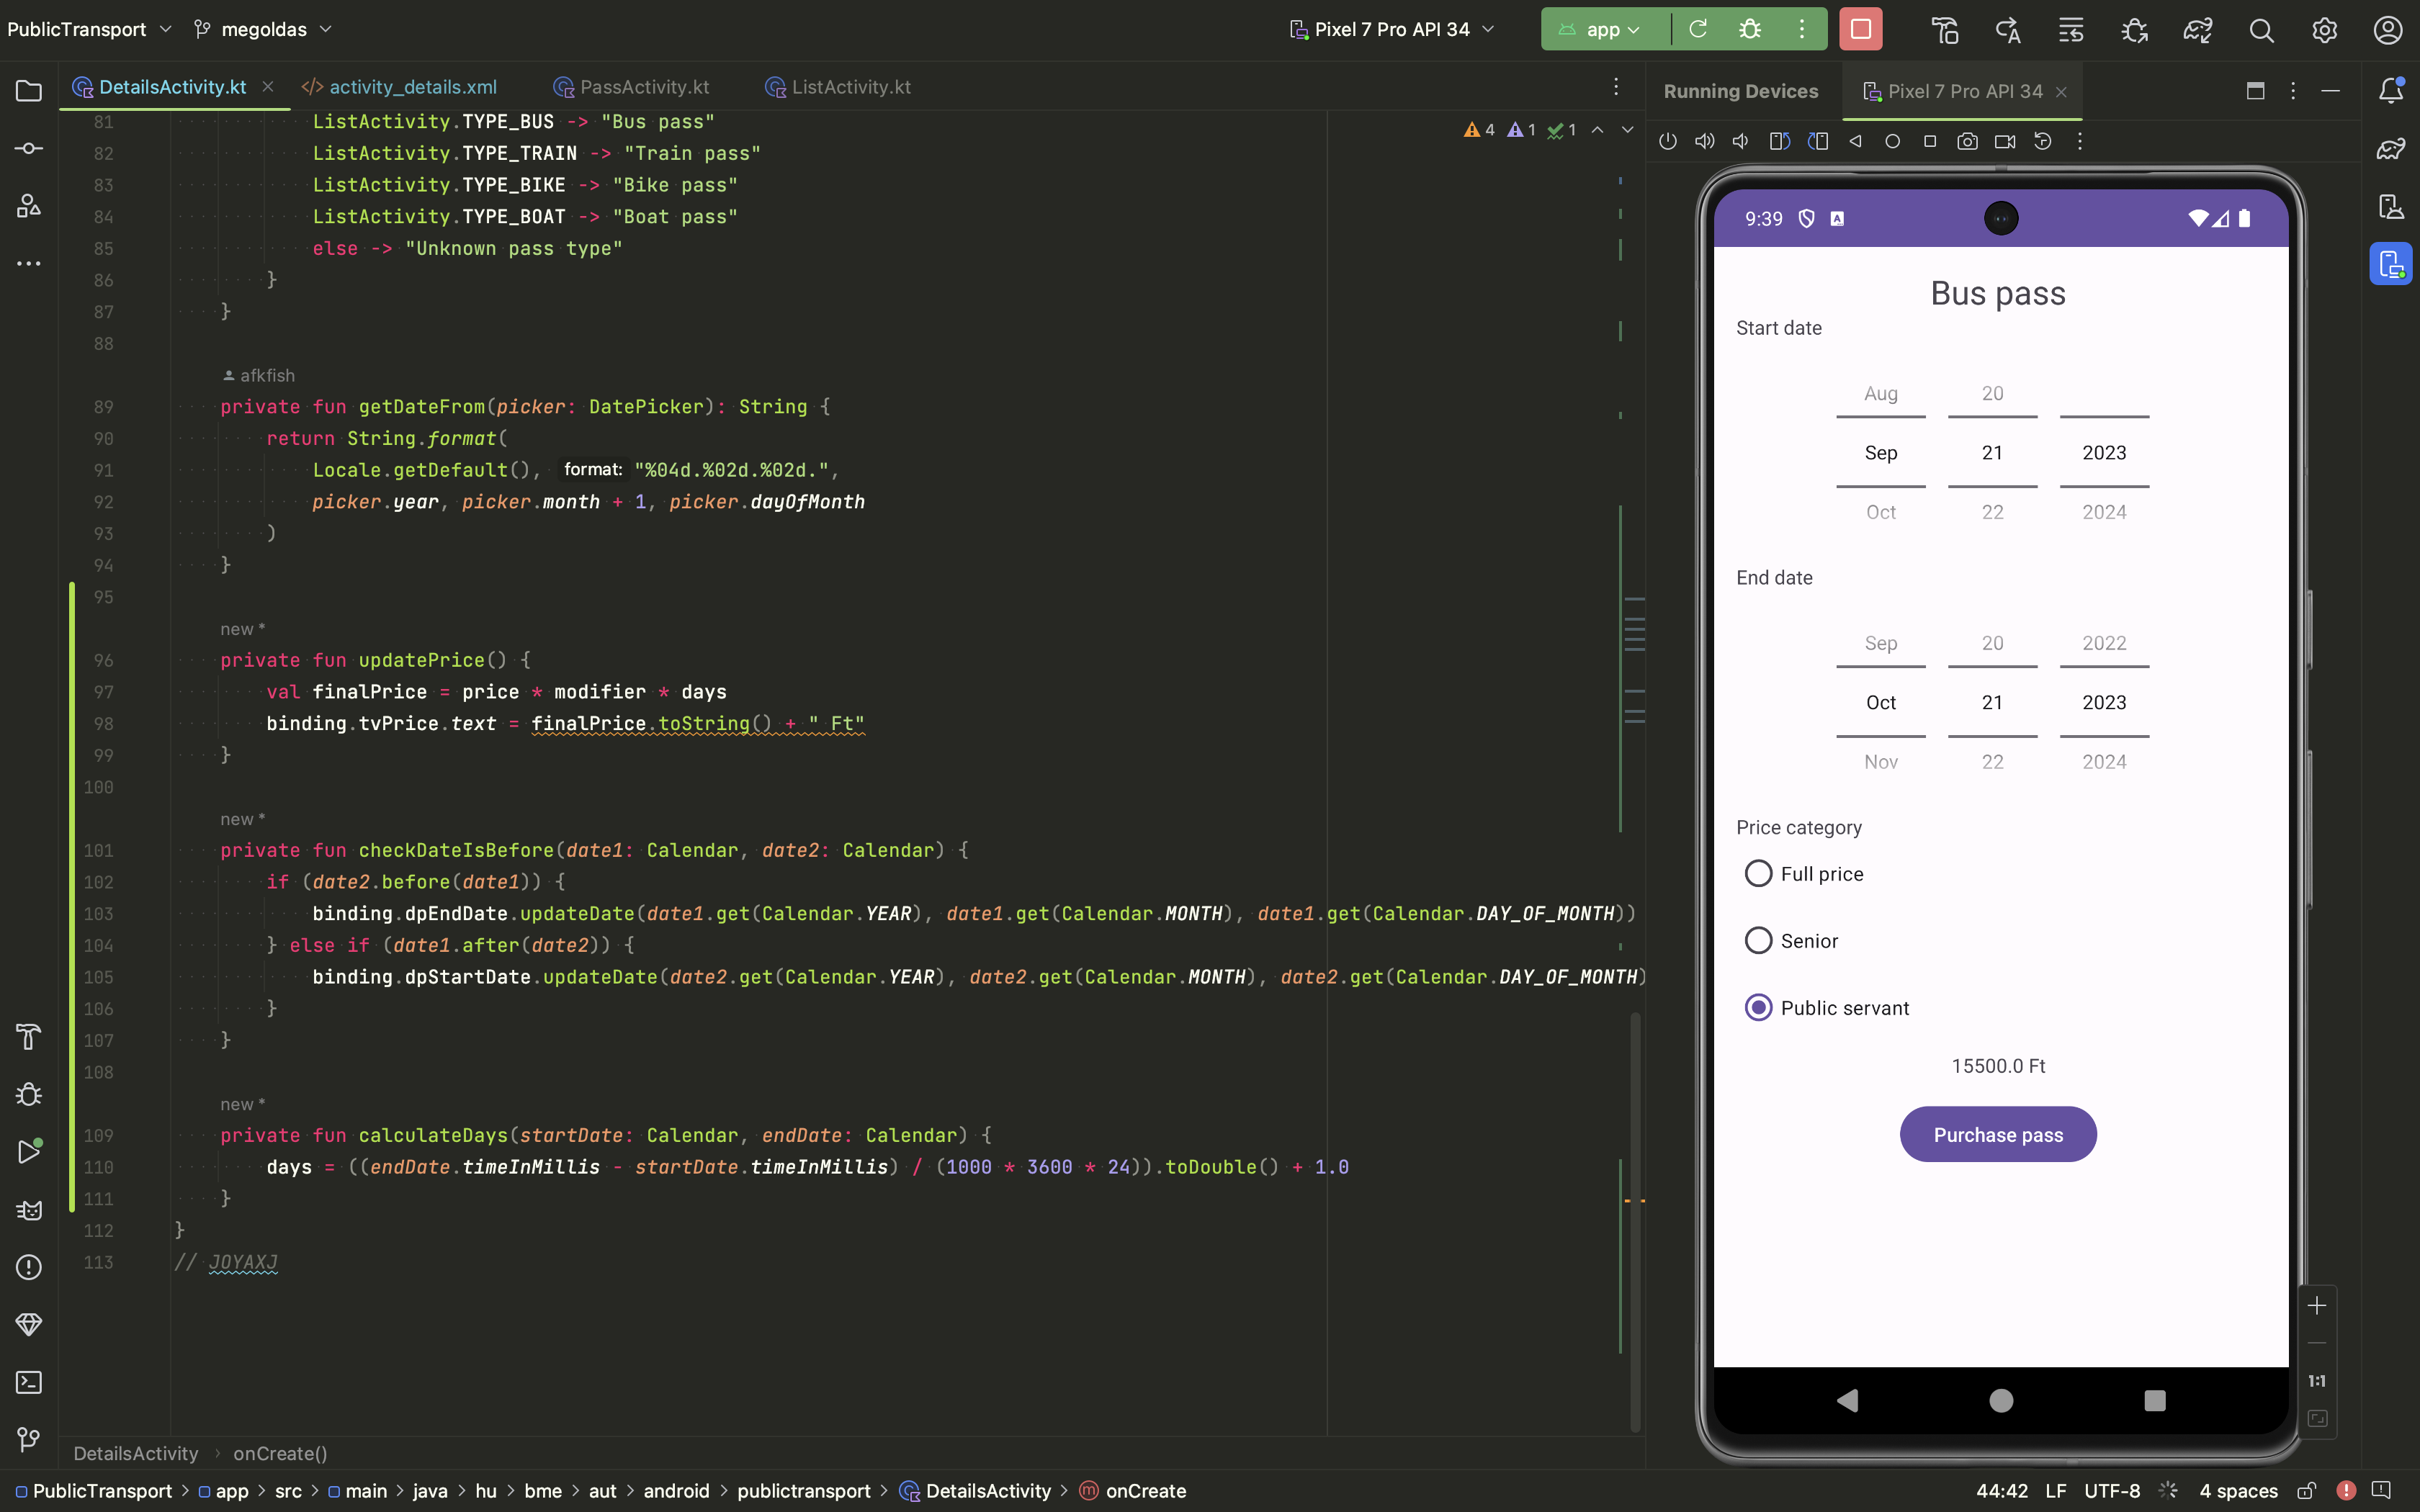 PublicTransport megoldas Pixel 7 Pro API 34 app
DetailsActivity.kt activity_details.xml PassActivity.kt ListActivity.kt
Running Devices Pixel 7 Pro API 34
4 1 1
81 ListActivity.TYPE_BUS -> "Bus pass"
82 ListActivity.TYPE_TRAIN -> "Train pass"
83 ListActivity.TYPE_BIKE -> "Bike pass"
84 ListActivity.TYPE_BOAT -> "Boat pass"
85 else -> "Unknown pass type"
86 }
87 }
88
afkfish
89 private fun getDateFrom(picker: DatePicker): String {
90 return String.format(
91 Locale.getDefault(), format: "%04d.%02d.%02d.",
92 picker.year, picker.month + 1, picker.dayOfMonth
93 )
94 }
95
new *
96 private fun updatePrice() {
97 val finalPrice = price * modifier * days
98 binding.tvPrice.text = finalPrice.toString() + " Ft"
99 }
100
new *
101 private fun checkDateIsBefore(date1: Calendar, date2: Calendar) {
102 if (date2.before(date1)) {
103 binding.dpEndDate.updateDate(date1.get(Calendar.YEAR), date1.get(Calendar.MONTH), date1.get(Calendar.DAY_OF_MONTH))
104 } else if (date1.after(date2)) {
105 binding.dpStartDate.updateDate(date2.get(Calendar.YEAR), date2.get(Calendar.MONTH), date2.get(Calendar.DAY_OF_MONTH)
106 }
107 }
108
new *
109 private fun calculateDays(startDate: Calendar, endDate: Calendar) {
110 days = ((endDate.timeInMillis - startDate.timeInMillis) / (1000 * 3600 * 24)).toDouble() + 1.0
111 }
112 }
113 // JOYAXJ
9:39
Bus pass
Start date
Aug 20
Sep 21 2023
Oct 22 2024
End date
Sep 20 2022
Oct 21 2023
Nov 22 2024
Price category
Full price
Senior
Public servant
15500.0 Ft
Purchase pass
1:1
DetailsActivity > onCreate()
PublicTransport > app > src > main > java > hu > bme > aut > android > publictransport > DetailsActivity > onCreate 44:42 LF UTF-8 4 spaces